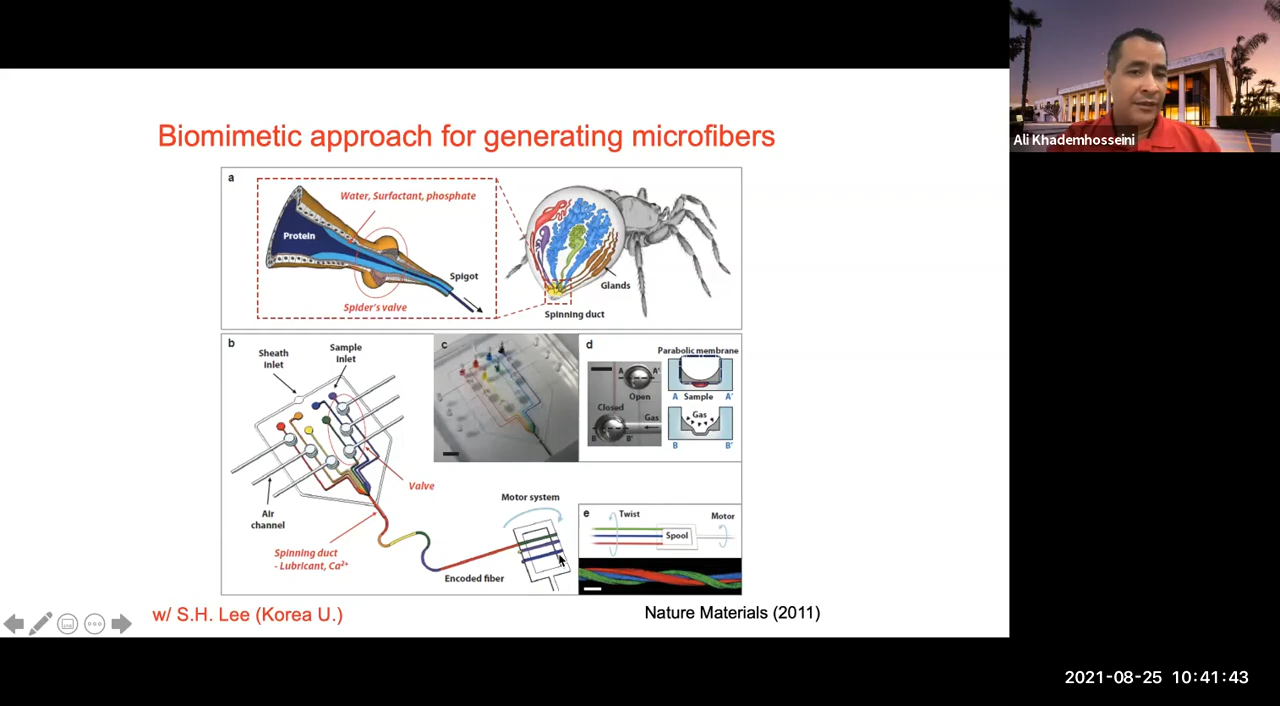 Ali Khademhosseini
Biomimetic approach for generating microfibers
a
Water, Surfactant, phosphate
Protein
Spigot
Spider's valve
Glands
Spinning duct
b
Sheath
inlet
Sample
Inlet
Valve
Air
channel
Spinning duct
- Lubricant, Ca²⁺
Encoded fiber
Motor system
c
d
A
A'
Open
Closed
Gas
B
B'
Parabolic membrane
A
Sample
A'
Gas
B
B'
e
Twist
Spool
Motor
w/ S.H. Lee (Korea U.)
Nature Materials (2011)
2021-08-25 10:41:43